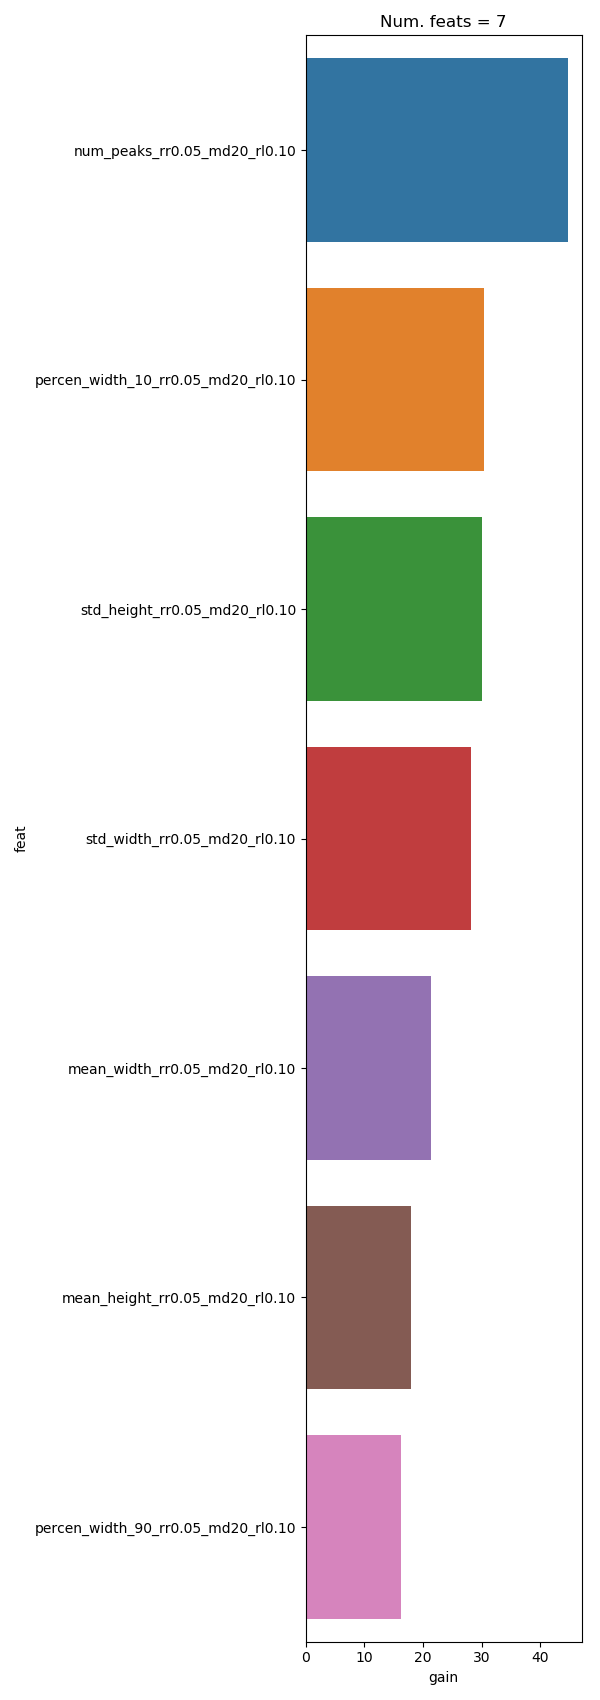 Num. feats = 7
num_peaks_rr0.05_md20_rl0.10
percen_width_10_rr0.05_md20_rl0.10
std_height_rr0.05_md20_rl0.10
std_width_rr0.05_md20_rl0.10
feat
mean_width_rr0.05_md20_rl0.10
mean_height_rr0.05_md20_rl0.10
percen_width_90_rr0.05_md20_rl0.10
0 10 20 30 40
gain